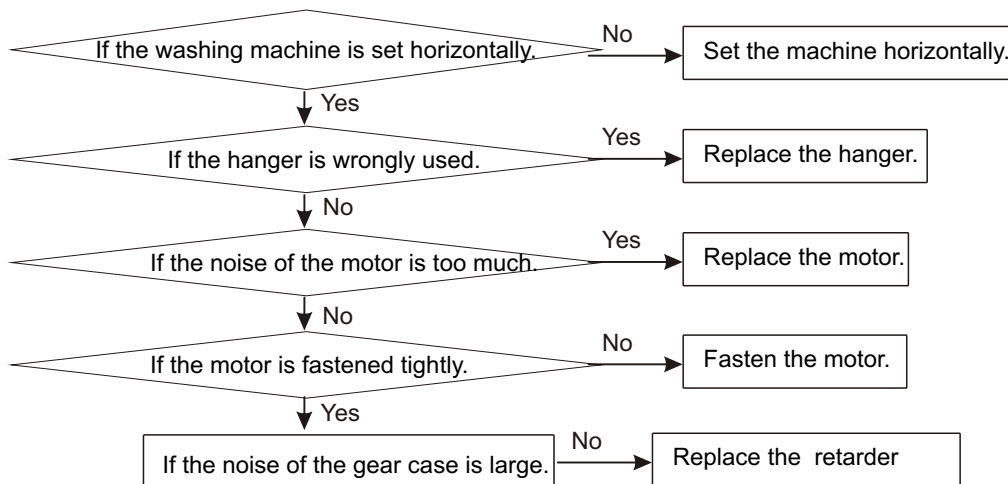 If the washing machine is set horizontally.
No
Set the machine horizontally.
Yes
If the hanger is wrongly used.
Yes
Replace the hanger.
No
If the noise of the motor is too much.
Yes
Replace the motor.
No
If the motor is fastened tightly.
No
Fasten the motor.
Yes
If the noise of the gear case is large.
No
Replace the retarder